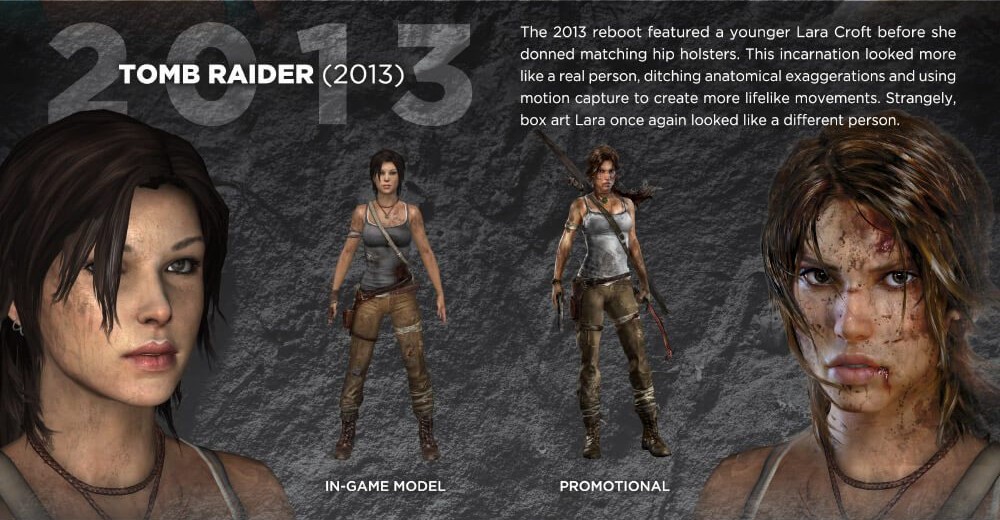 2013
TOMB RAIDER (2013)
The 2013 reboot featured a younger Lara Croft before she
donned matching hip holsters. This incarnation looked more
like a real person, ditching anatomical exaggerations and using
motion capture to create more lifelike movements. Strangely,
box art Lara once again looked like a different person.
IN-GAME MODEL
PROMOTIONAL